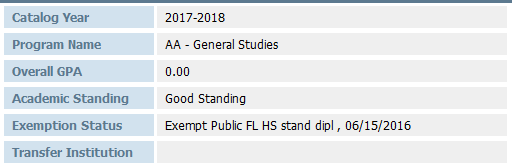 Catalog Year 2017-2018
Program Name AA - General Studies
Overall GPA 0.00
Academic Standing Good Standing
Exemption Status Exempt Public FL HS stand dipl , 06/15/2016
Transfer Institution